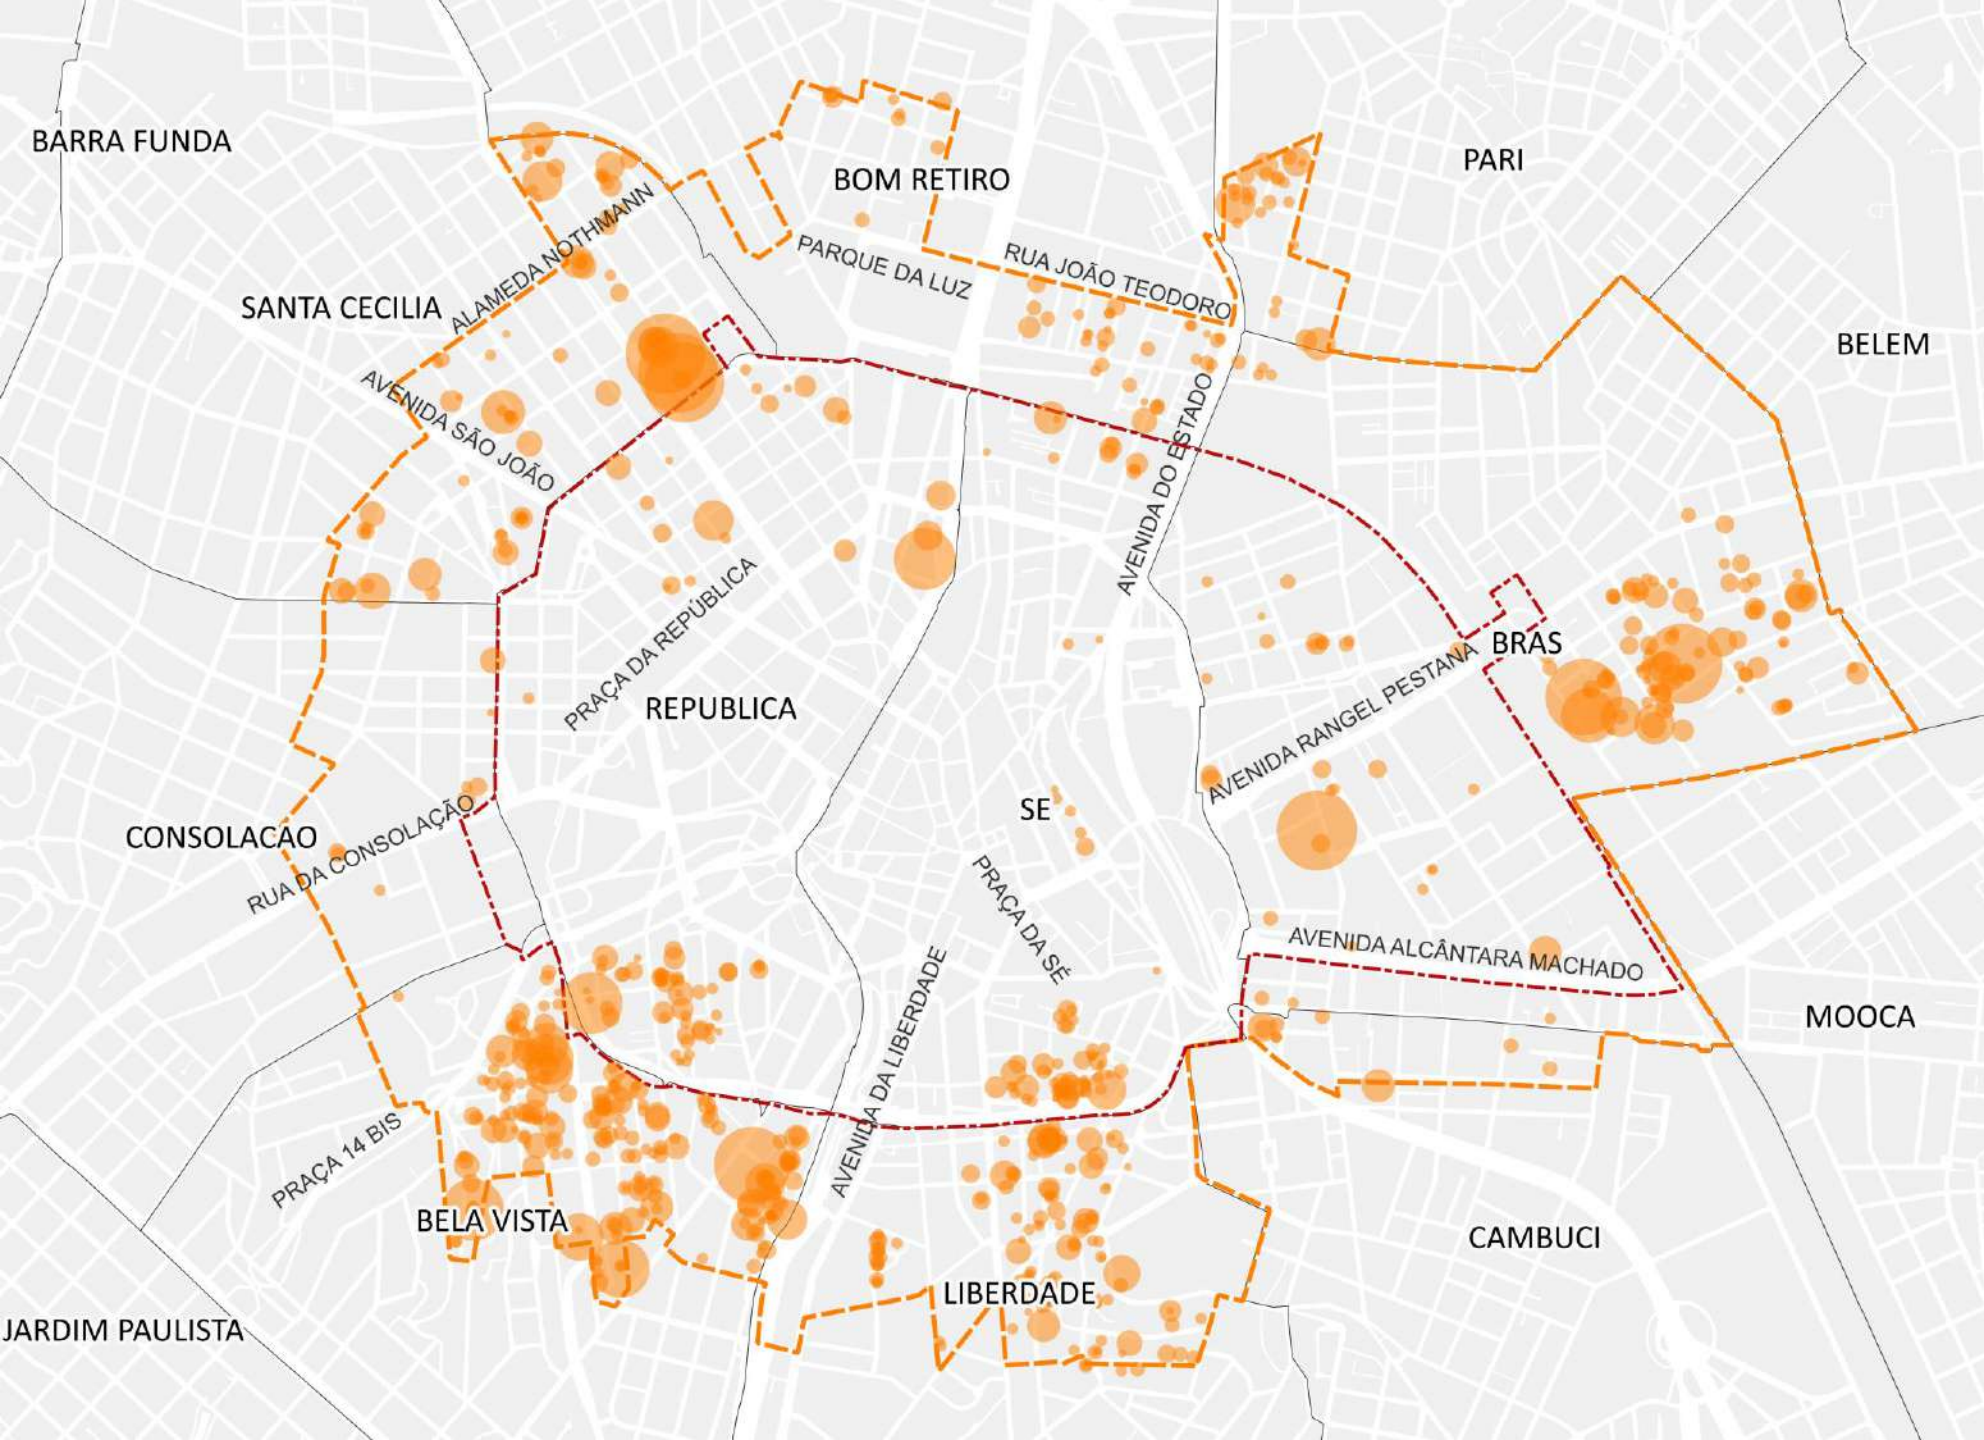 BARRA FUNDA
PARI
BOM RETIRO
ALAMEDA NOTHMANN
PARQUE DA LUZ
RUA JOÃO TEODORO
SANTA CECILIA
BELEM
AVENIDA SÃO JOÃO
AVENIDA DO ESTADO
PRAÇA DA REPÚBLICA
BRAS
REPUBLICA
AVENIDA RANGEL PESTANA
SE
CONSOLACAO
RUA DA CONSOLAÇÃO
PRAÇA DA SÉ
AVENIDA ALCÂNTARA MACHADO
MOOCA
AVENIDA DA LIBERDADE
PRAÇA 14 BIS
BELA VISTA
CAMBUCI
LIBERDADE
JARDIM PAULISTA